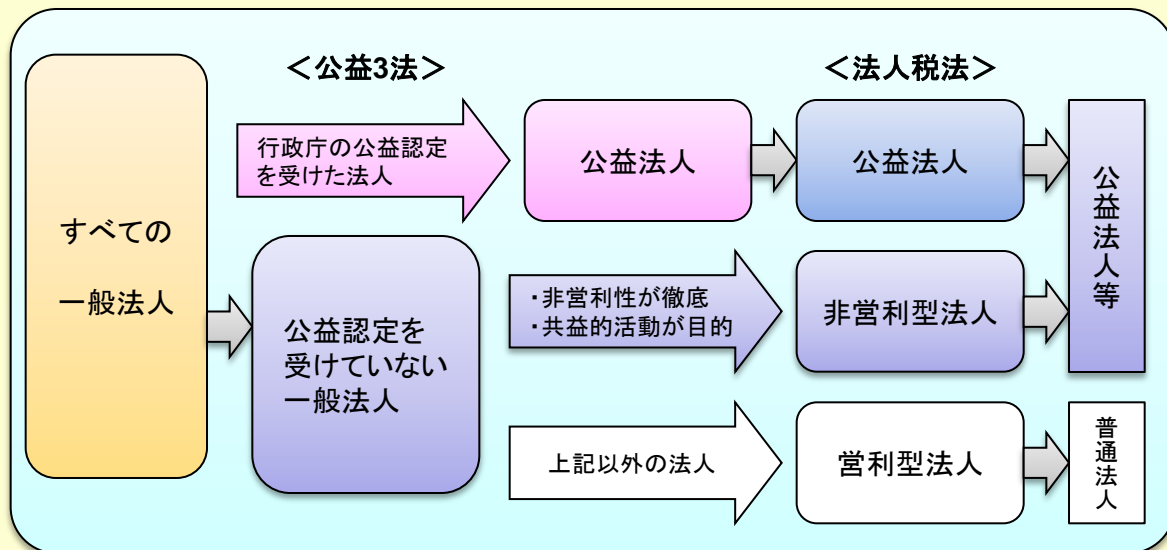 ＜公益3法＞
＜法人税法＞
すべての
一般法人
行政庁の公益認定
を受けた法人
公益法人
公益法人
公益法人等
公益認定を
受けていない
一般法人
・非営利性が徹底
・共益的活動が目的
非営利型法人
上記以外の法人
営利型法人
普通法人